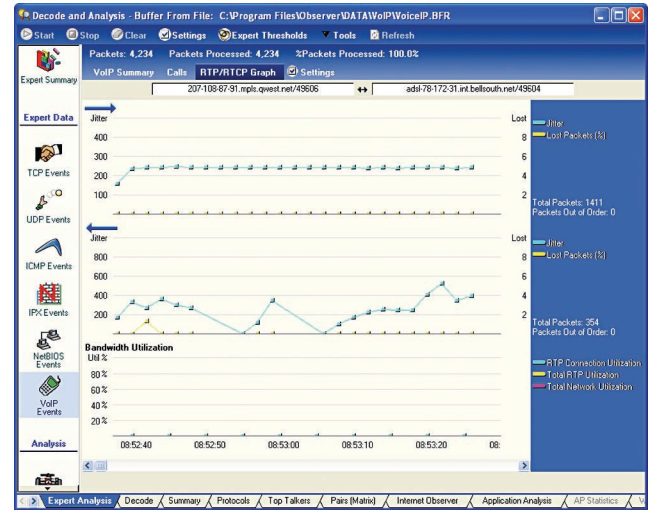 Decode and Analysis - Buffer From File: C:\Program Files\Observer\DATA\VoIP\VoiceIP.BFR
Start Stop Clear Settings Expert Thresholds Tools Refresh
Expert Summary
Packets: 4,234 Packets Processed: 4,234 %Packets Processed: 100.0%
VoIP Summary Calls RTP/RTCP Graph Settings
207-108-87-91.mpls.qwest.net/49606 ↔ adsl-78-172-31.int.bellsouth.net/49604
Expert Data
TCP Events
UDP Events
ICMP Events
IPX Events
NetBIOS
Events
VoIP
Events
Analysis
Jitter Lost
400 8
300 6
200 4
100 2
Jitter
Lost Packets (%)
Total Packets: 1411
Packets Out of Order: 0
Jitter Lost
800 8
600 6
400 4
200 2
Jitter
Lost Packets (%)
Total Packets: 354
Packets Out of Order: 0
Bandwidth Utilization
Util %
80 %
60 %
40 %
20 %
RTP Connection Utilization
Total RTP Utilization
Total Network Utilization
08:52:40 08:52:50 08:53:00 08:53:10 08:53:20 08:
Expert Analysis Decode Summary Protocols Top Talkers Pairs (Matrix) Internet Observer Application Analysis AP Statistics